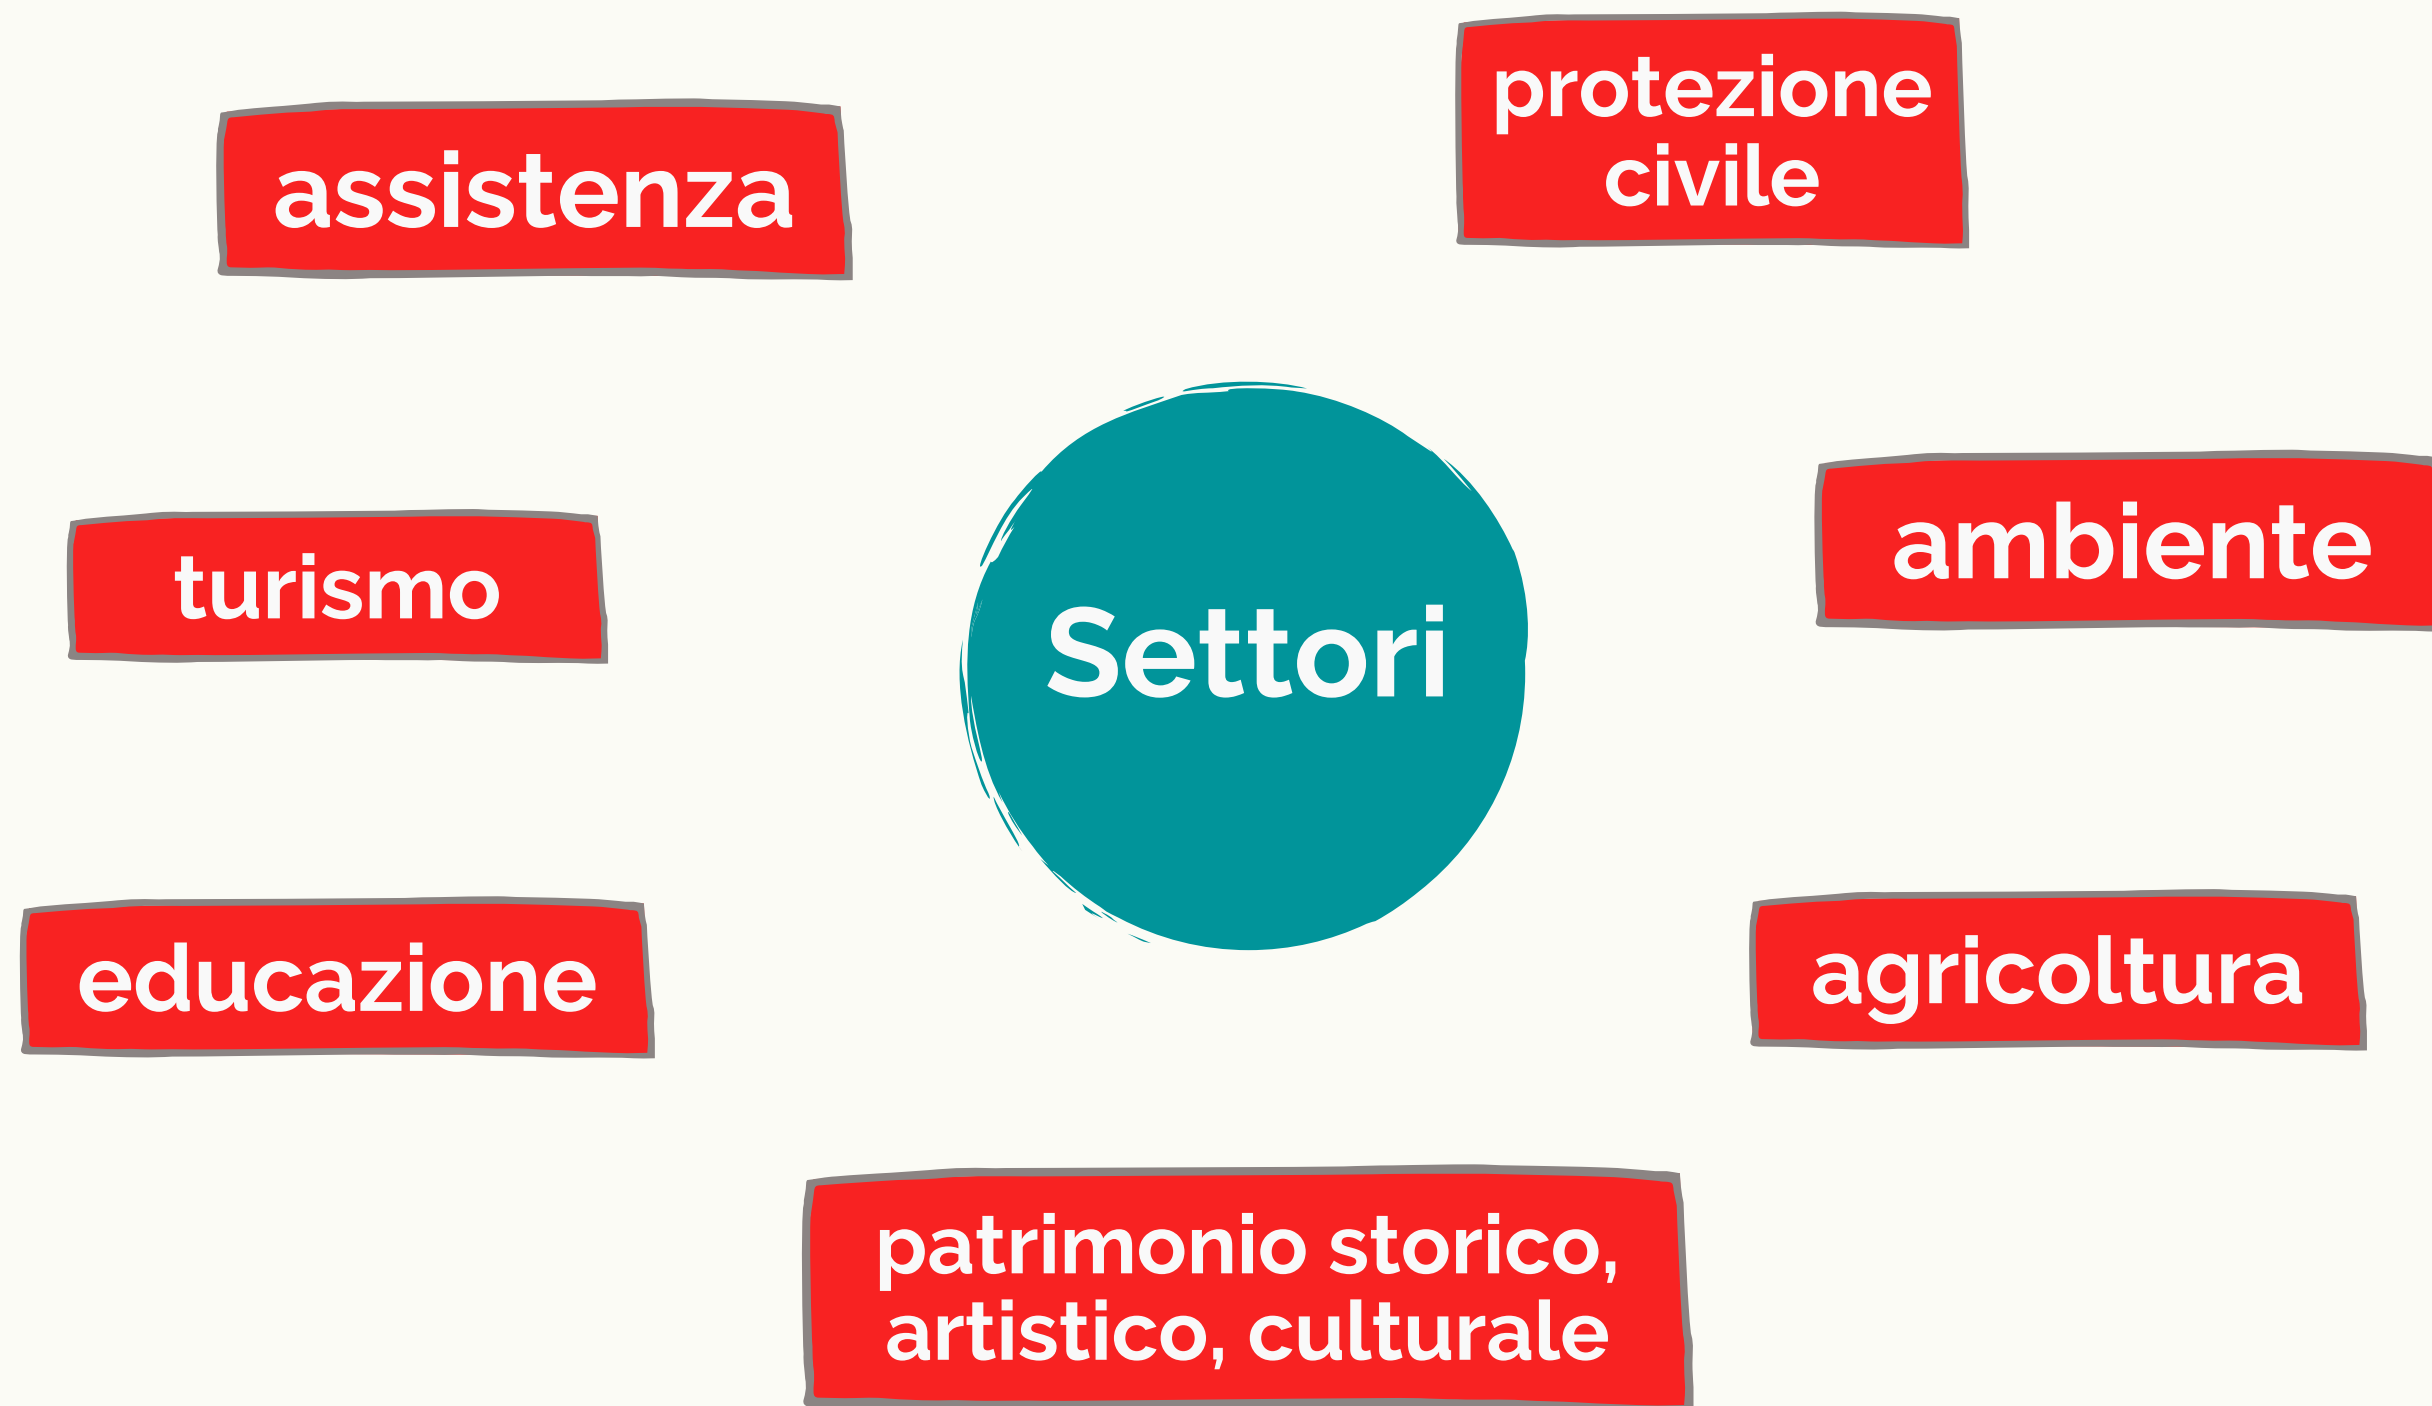 protezione
civile
assistenza
ambiente
turismo
Settori
educazione
agricoltura
patrimonio storico,
artistico, culturale